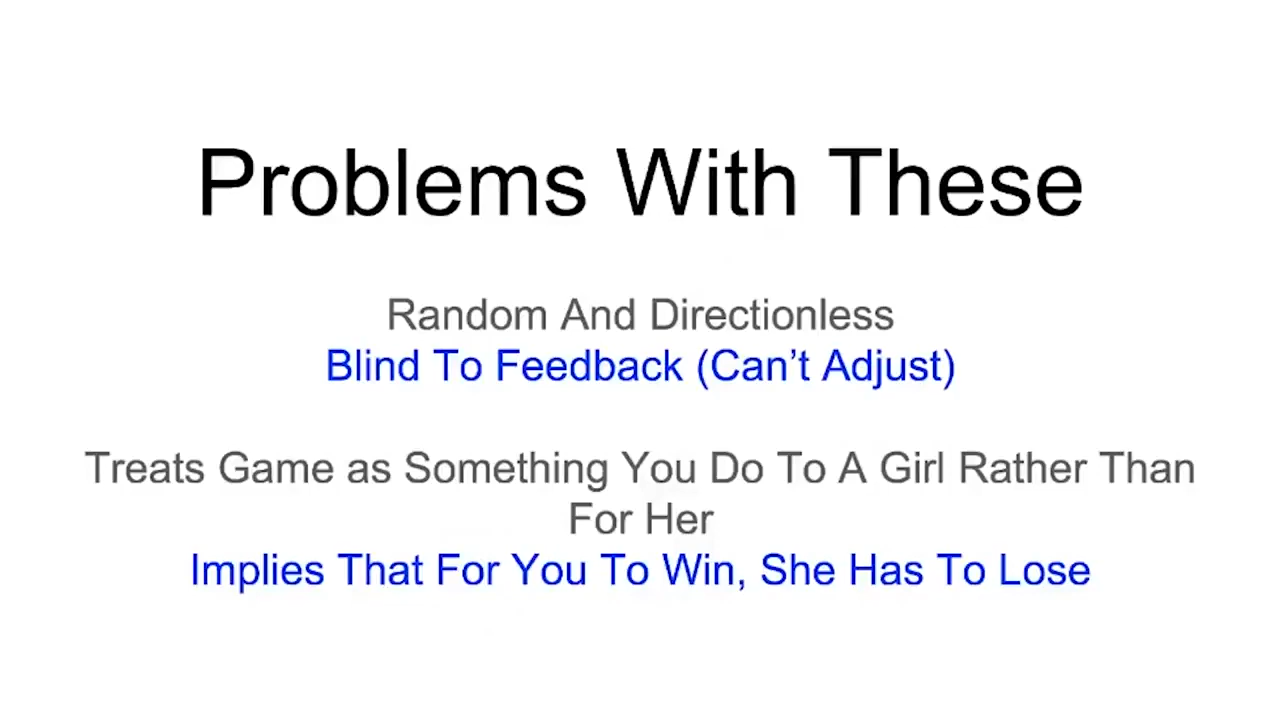 Problems With These
Random And Directionless
Blind To Feedback (Can’t Adjust)
Treats Game as Something You Do To A Girl Rather Than
For Her
Implies That For You To Win, She Has To Lose